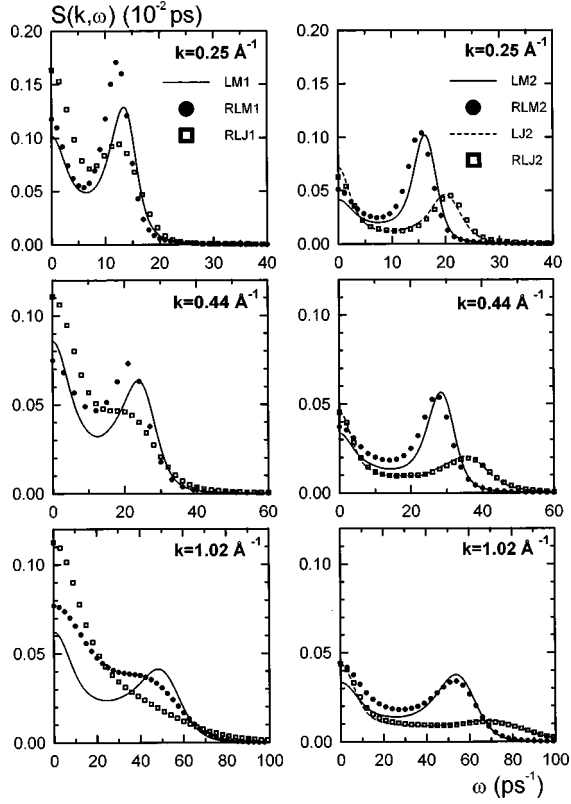 S(k,ω) (10⁻² ps)
k=0.25 Å⁻¹
LM1
RLM1
RLJ1
0.20
0.15
0.10
0.05
0.00
0 10 20 30 40
k=0.25 Å⁻¹
LM2
RLM2
LJ2
RLJ2
0.20
0.15
0.10
0.05
0.00
0 10 20 30 40
k=0.44 Å⁻¹
0.10
0.05
0.00
0 20 40 60
k=0.44 Å⁻¹
0.10
0.05
0.00
0 20 40 60
k=1.02 Å⁻¹
0.10
0.05
0.00
0 20 40 60 80 100
k=1.02 Å⁻¹
0.10
0.05
0.00
0 20 40 60 80 100
ω (ps⁻¹)